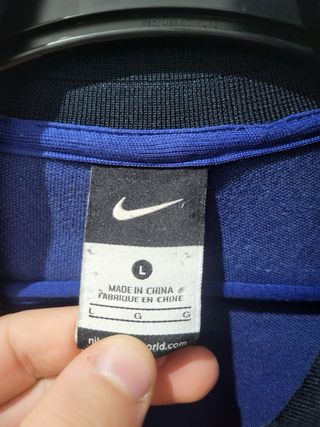 L
MADE IN CHINA
FABRIQUE EN CHINE
L G G